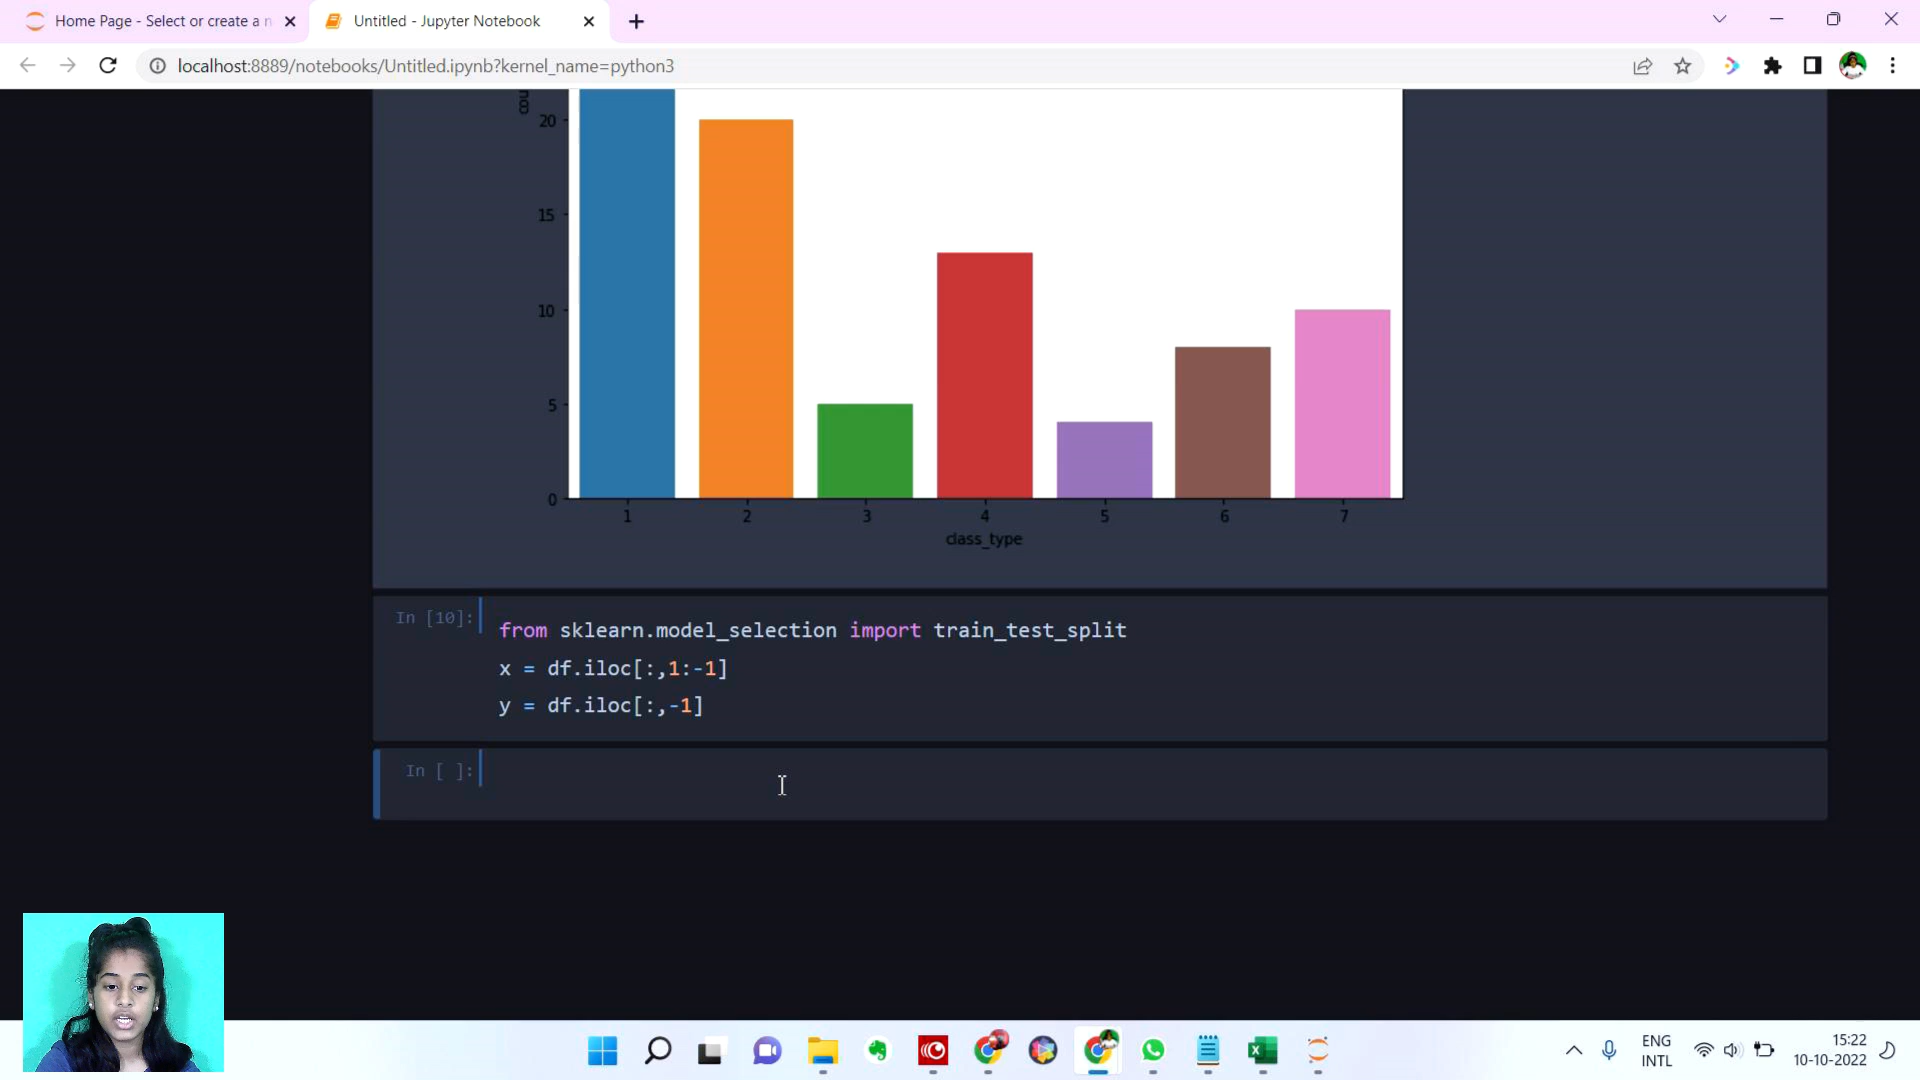 Home Page - Select or create a n
Untitled - Jupyter Notebook
localhost:8889/notebooks/Untitled.ipynb?kernel_name=python3
cou
20
15
10
5
0
1 2 3 4 5 6 7
class_type
In [10]:
from sklearn.model_selection import train_test_split
x = df.iloc[:,1:-1]
y = df.iloc[:,-1]
In [ ]:
ENG
INTL
15:22
10-10-2022